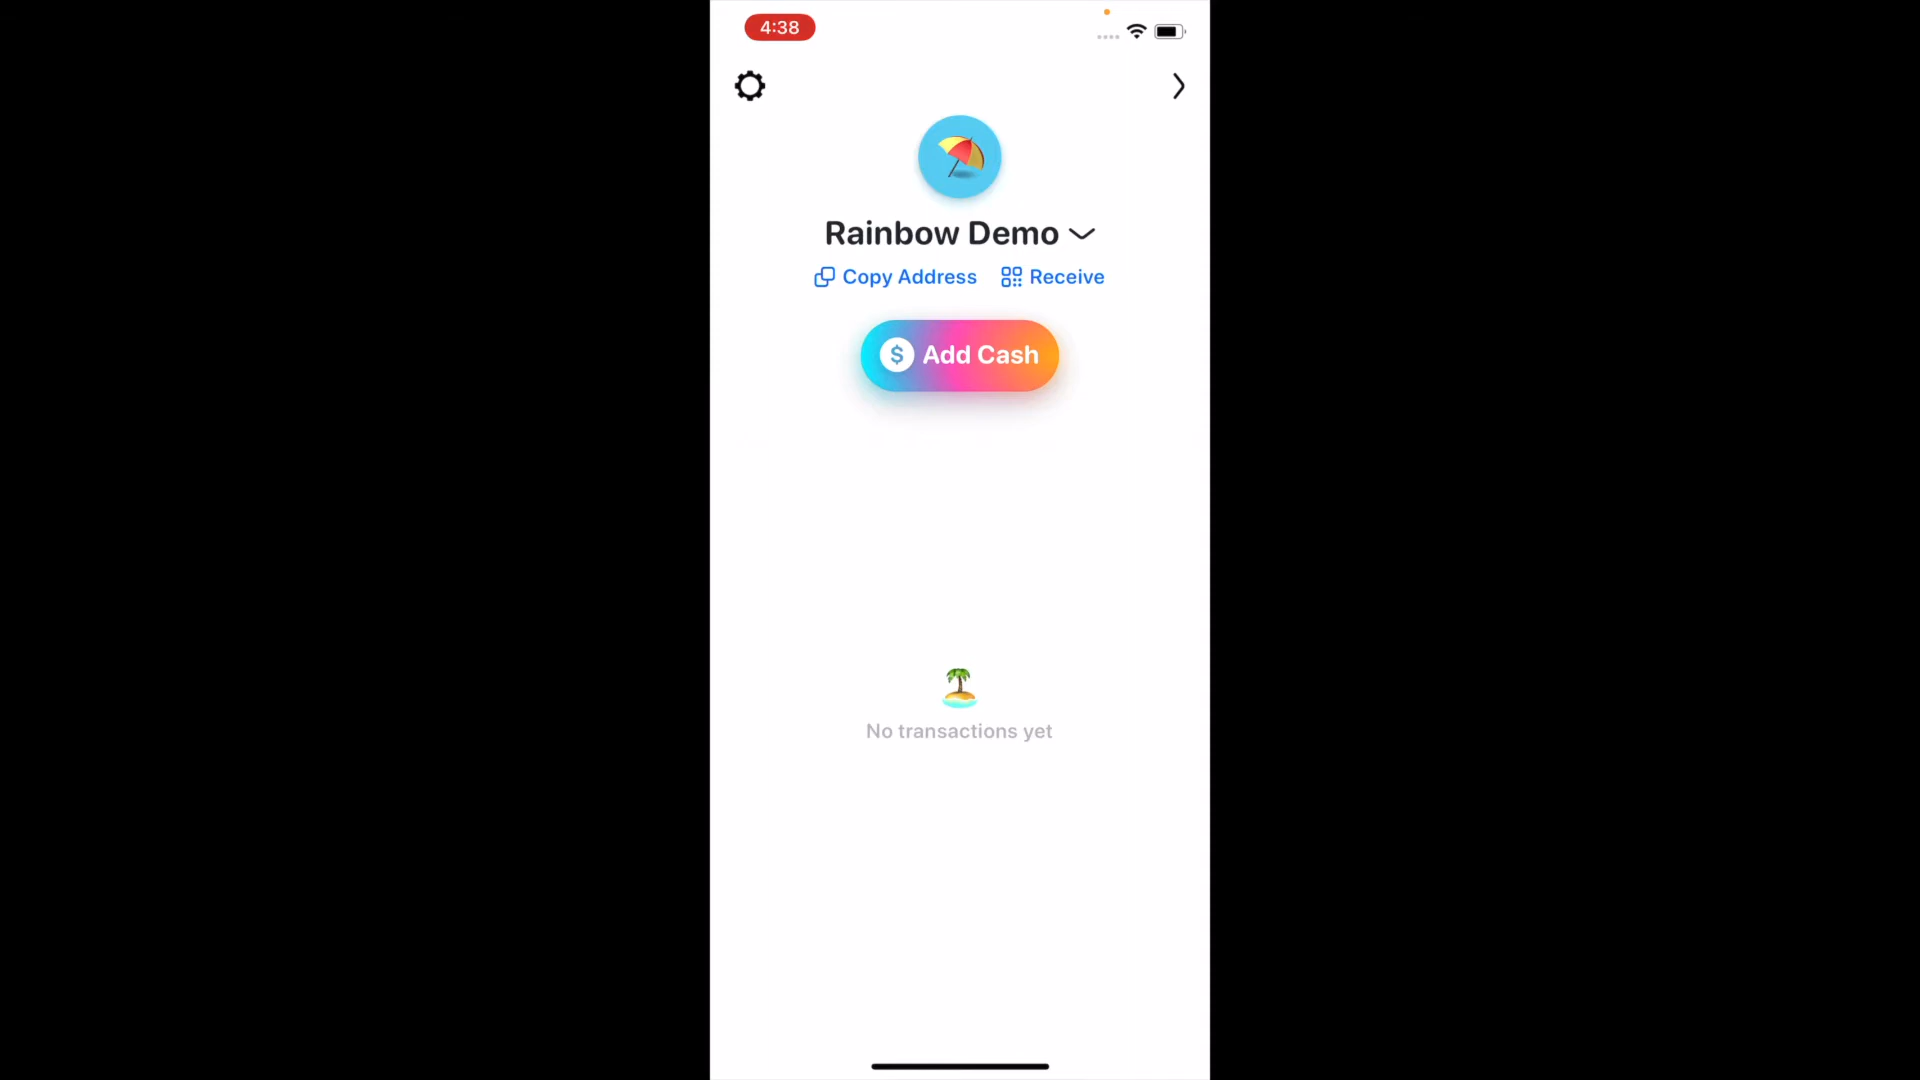 4:38
Rainbow Demo
Copy Address Receive
$ Add Cash
No transactions yet